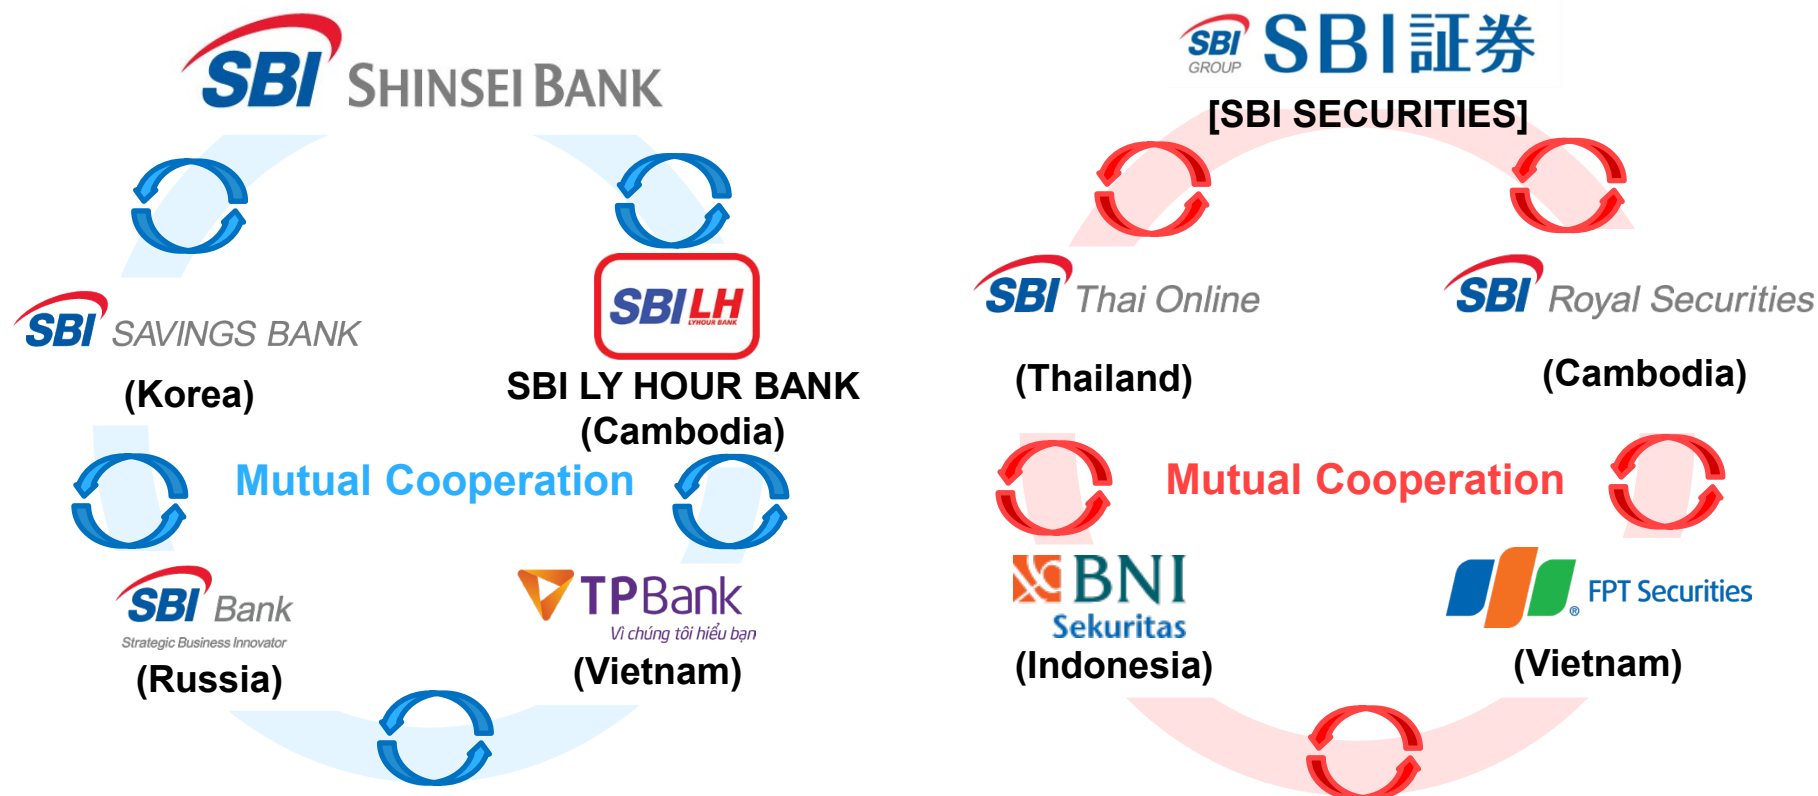 SBI SHINSEI BANK
SBI SAVINGS BANK
(Korea)
SBI LH
LYHOUR BANK
SBI LY HOUR BANK
(Cambodia)
Mutual Cooperation
SBI Bank
Strategic Business Innovator
(Russia)
TPBank
Vì chúng tôi hiểu bạn
(Vietnam)
SBI GROUP SBI証券
[SBI SECURITIES]
SBI Thai Online
(Thailand)
SBI Royal Securities
(Cambodia)
Mutual Cooperation
BNI
Sekuritas
(Indonesia)
® FPT Securities
(Vietnam)